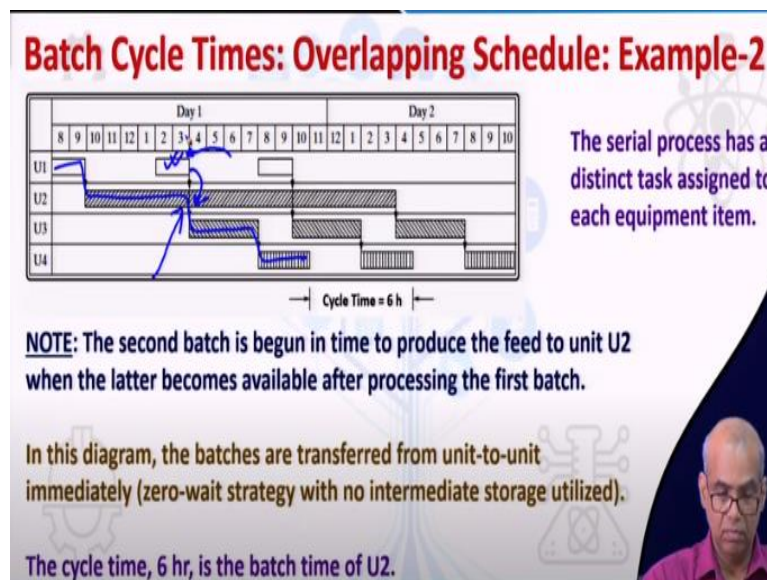 Batch Cycle Times: Overlapping Schedule: Example-2
Day 1 Day 2
8 9 10 11 12 1 2 3 4 5 6 7 8 9 10 11 12 1 2 3 4 5 6 7 8 9 10
U1
U2
U3
U4
Cycle Time = 6 h
The serial process has a
distinct task assigned to
each equipment item.
NOTE: The second batch is begun in time to produce the feed to unit U2
when the latter becomes available after processing the first batch.
In this diagram, the batches are transferred from unit-to-unit
immediately (zero-wait strategy with no intermediate storage utilized).
The cycle time, 6 hr, is the batch time of U2.